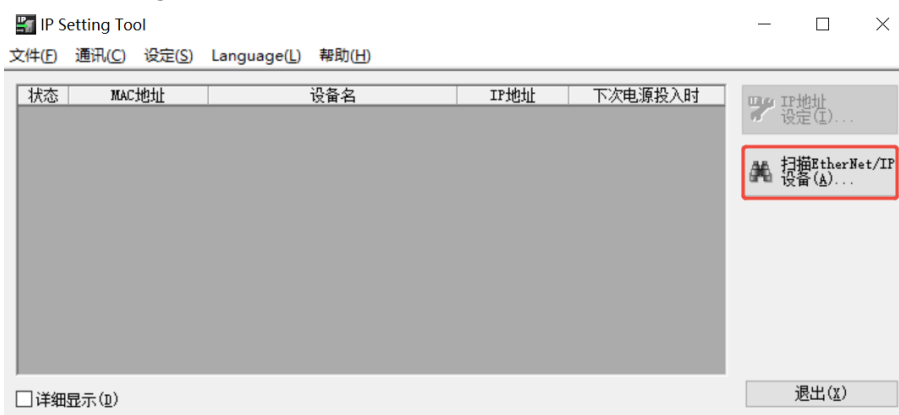 IP Setting Tool
文件(F) 通讯(C) 设定(S) Language(L) 帮助(H)
状态 MAC地址 设备名 IP地址 下次电源投入时
IP地址
设定(I)...
扫描EtherNet/IP
设备(A)...
详细显示(D)
退出(X)